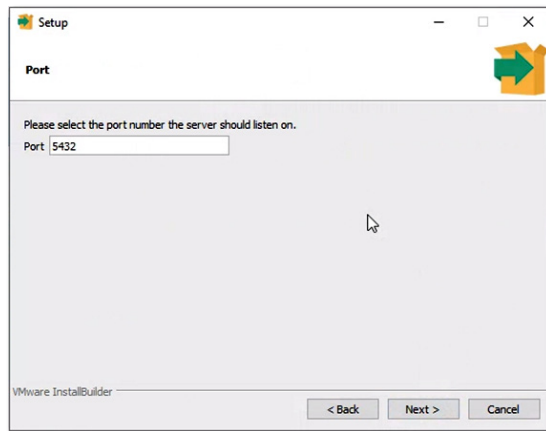 Setup
Port
Please select the port number the server should listen on.
Port 5432
VMware InstallBuilder
< Back Next > Cancel